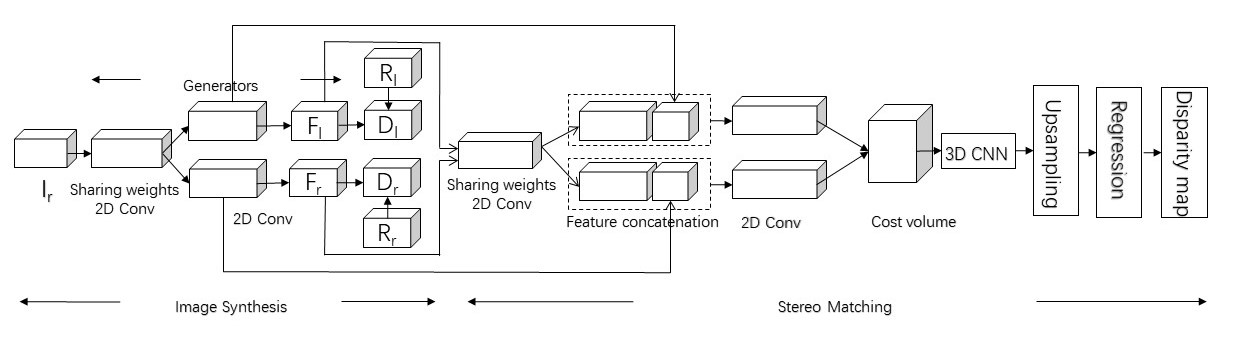 Generators
Rl
Fl
Dl
Ir
Sharing weights
2D Conv
2D Conv
Fr
Dr
Rr
Sharing weights
2D Conv
Feature concatenation
2D Conv
Cost volume
3D CNN
Upsampling
Regression
Disparity map
Image Synthesis
Stereo Matching